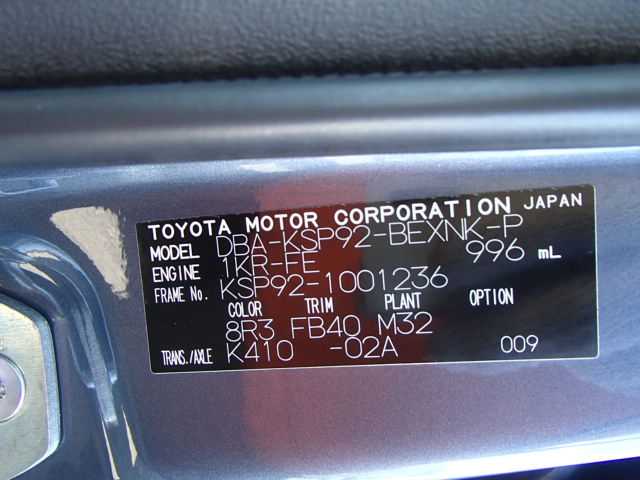 TOYOTA MOTOR CORPORATION JAPAN
MODEL DBA-KSP92-BEXNK-P
ENGINE 1KR-FE 996 mL
FRAME No. KSP92-1001236
COLOR TRIM PLANT OPTION
8R3 FB40 M32
TRANS./AXLE K410 -02A 009